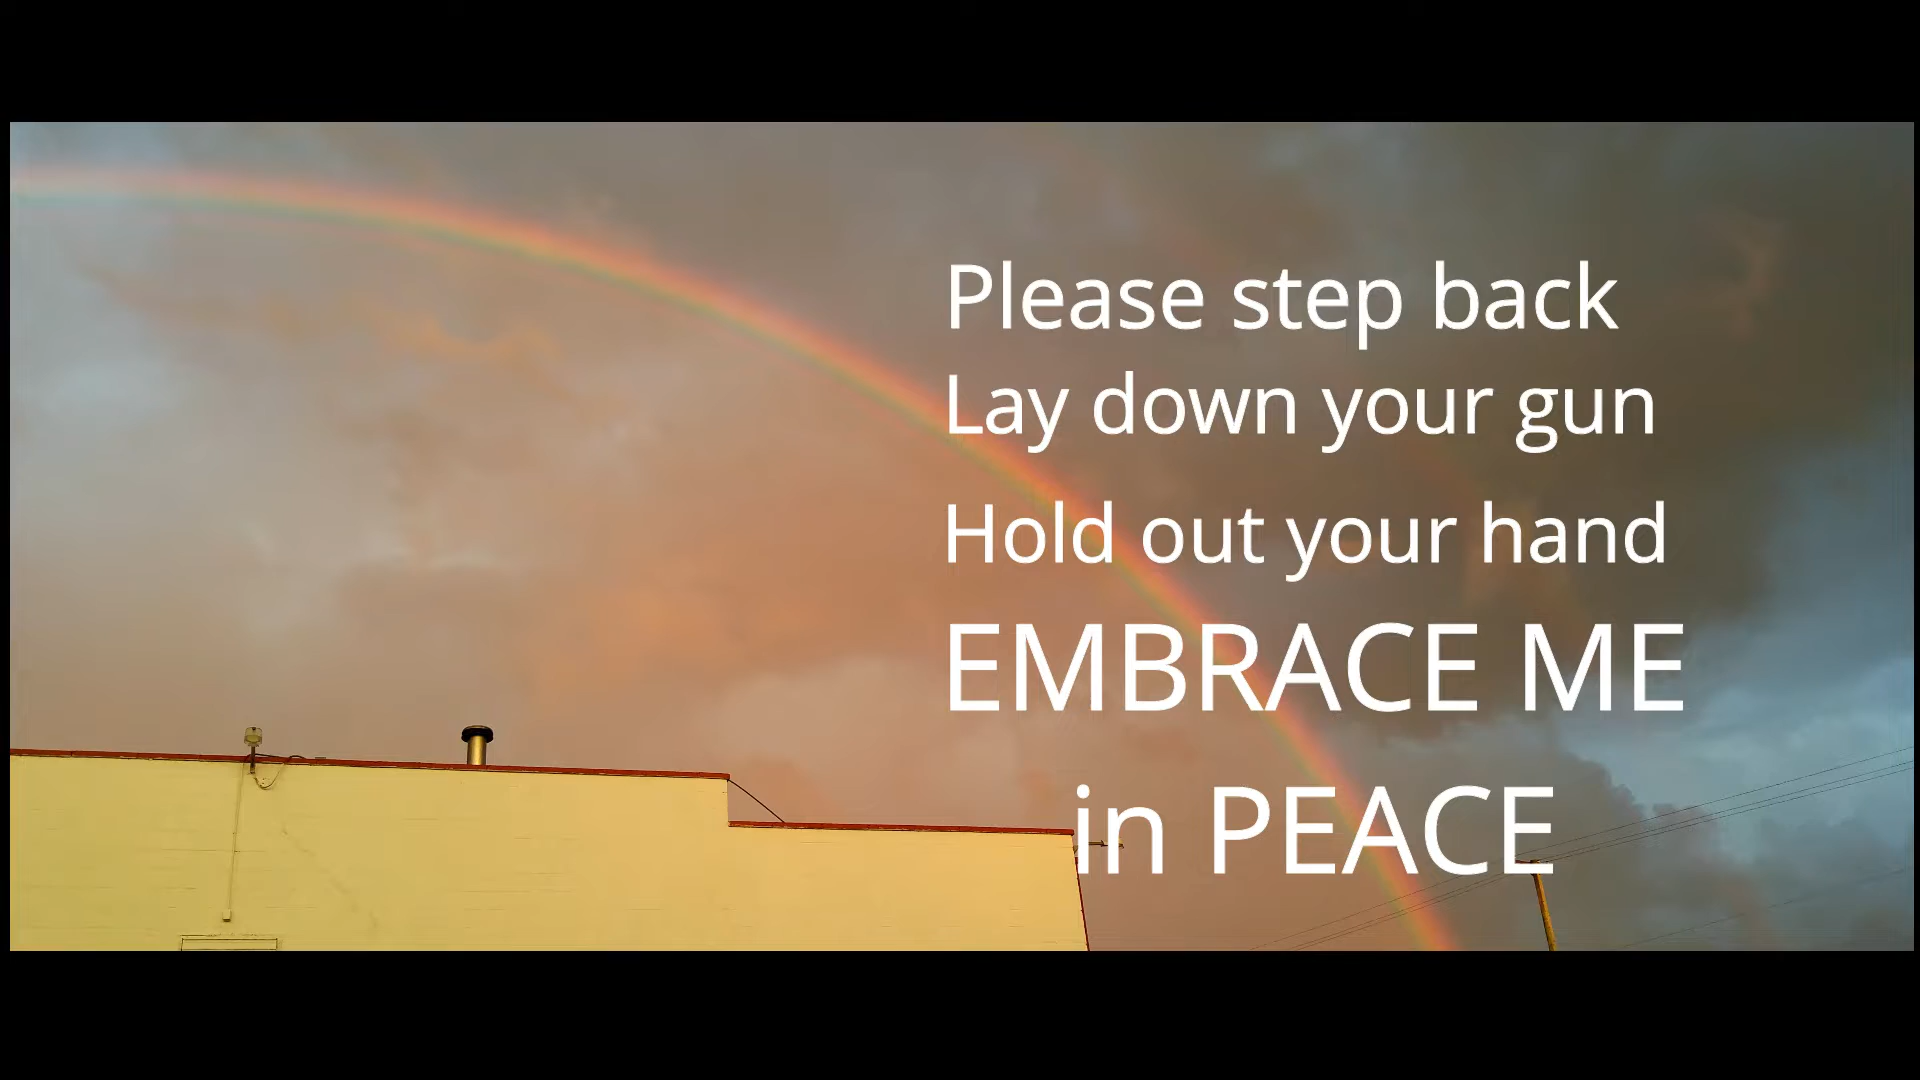 Please step back
Lay down your gun
Hold out your hand
EMBRACE ME
in PEACE